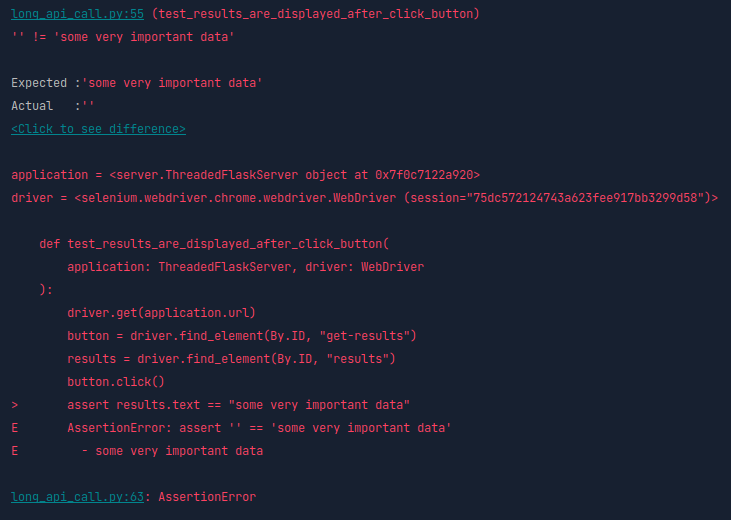 long_api_call.py:55 (test_results_are_displayed_after_click_button)
'' != 'some very important data'

Expected :'some very important data'
Actual   :''
<Click to see difference>

application = <server.ThreadedFlaskServer object at 0x7f0c7122a920>
driver = <selenium.webdriver.chrome.webdriver.WebDriver (session="75dc572124743a623fee917bb3299d58")>

    def test_results_are_displayed_after_click_button(
        application: ThreadedFlaskServer, driver: WebDriver
    ):
        driver.get(application.url)
        button = driver.find_element(By.ID, "get-results")
        results = driver.find_element(By.ID, "results")
        button.click()
>       assert results.text == "some very important data"
E       AssertionError: assert '' == 'some very important data'
E         - some very important data

long_api_call.py:63: AssertionError